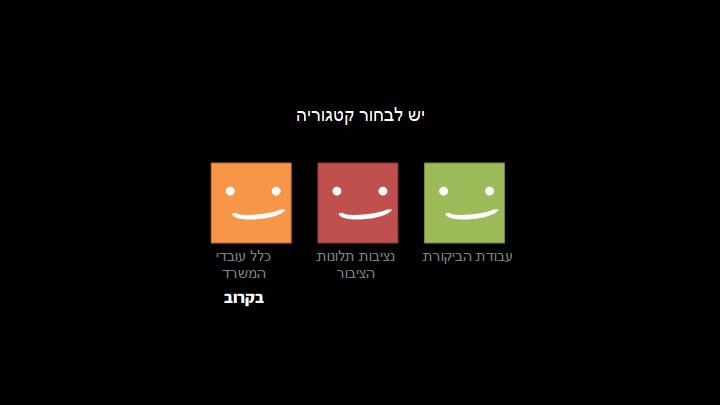 יש לבחור קטגוריה
עבודת הביקורת
נציבות תלונות
הציבור
כלל עובדי
המשרד
בקרוב